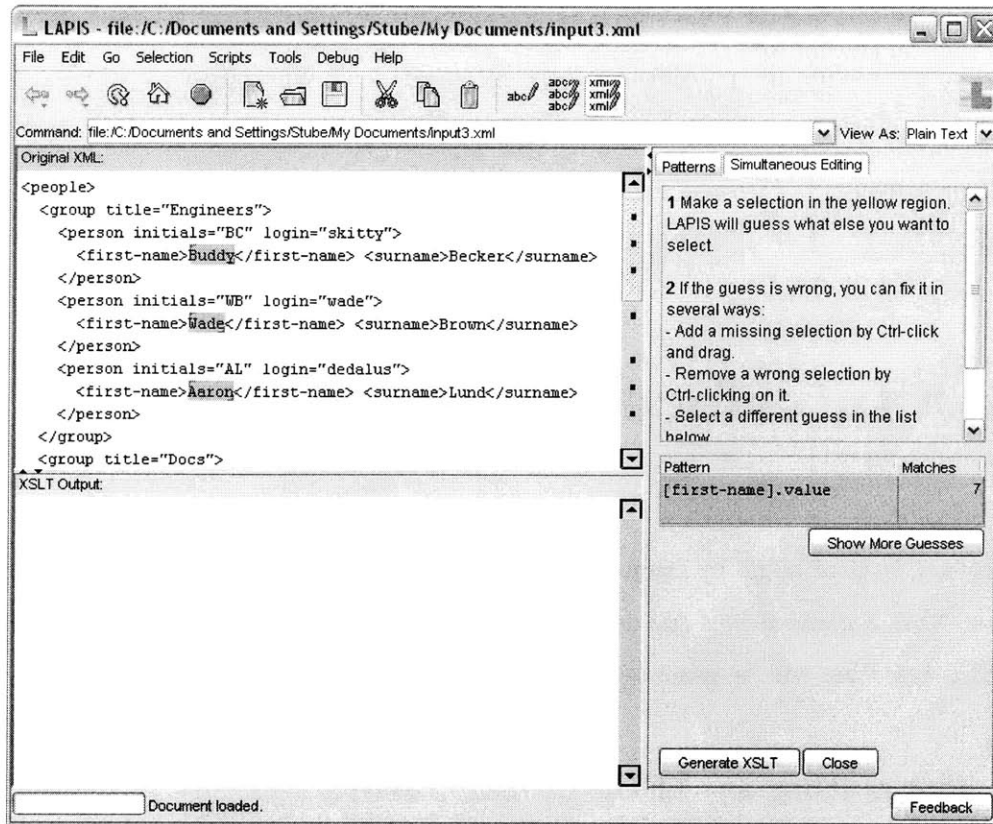 LAPIS - file:/C:/Documents and Settings/Stube/My Documents/input3.xml
File Edit Go Selection Scripts Tools Debug Help
abc abc abc abc xml xml xml
Command: file:/C:/Documents and Settings/Stube/My Documents/input3.xml View As: Plain Text
Original XML:
<people>
<group title="Engineers">
<person initials="BC" login="skitty">
<first-name>Buddy</first-name> <surname>Becker</surname>
</person>
<person initials="WB" login="wade">
<first-name>Wade</first-name> <surname>Brown</surname>
</person>
<person initials="AL" login="dedalus">
<first-name>Aaron</first-name> <surname>Lund</surname>
</person>
</group>
<group title="Docs">
XSLT Output:
Patterns Simultaneous Editing
1 Make a selection in the yellow region.
LAPIS will guess what else you want to
select.
2 If the guess is wrong, you can fix it in
several ways:
- Add a missing selection by Ctrl-click
and drag.
- Remove a wrong selection by
Ctrl-clicking on it.
- Select a different guess in the list
below
Pattern Matches
[first-name].value 7
Show More Guesses
Generate XSLT Close
Document loaded. Feedback